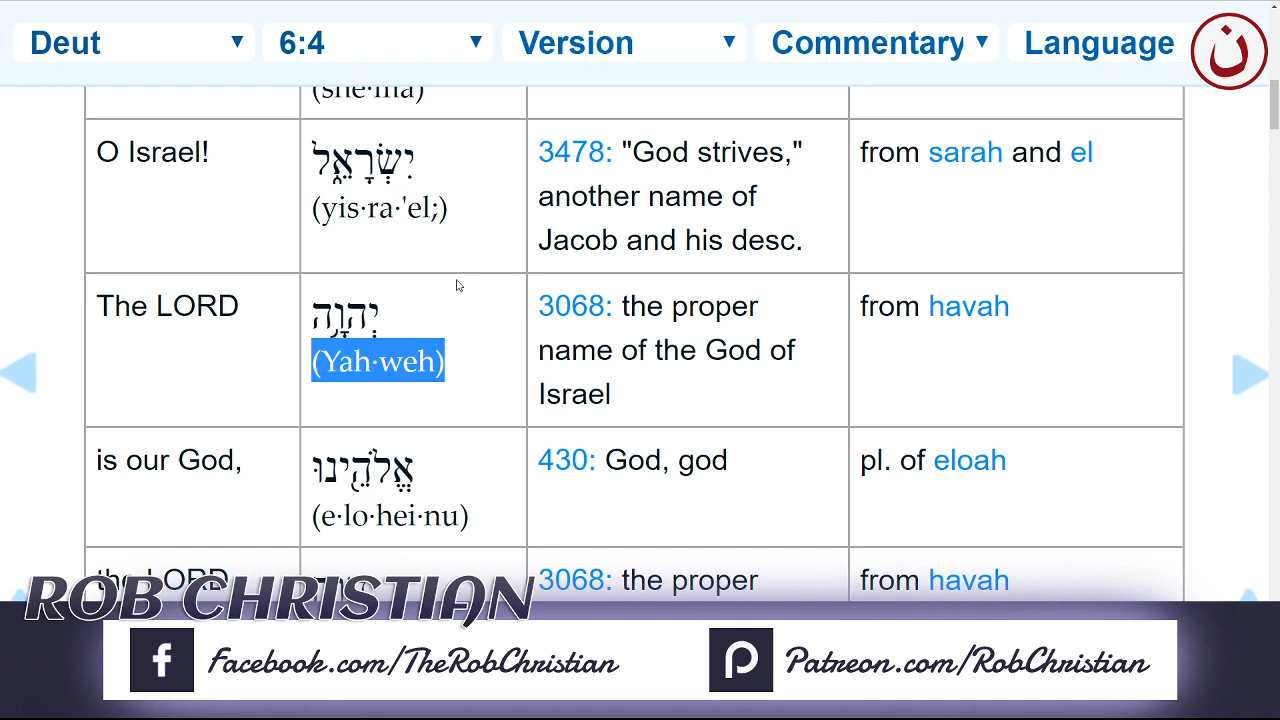 Deut ▼ 6:4 ▼ Version ▼ Commentary ▼ Language
ن
(she·ma)
O Israel!
יִשְׂרָאֵ֑ל
(yis·ra·'el;)
3478: "God strives,"
another name of
Jacob and his desc.
from sarah and el
The LORD
יְהוָ֥ה
(Yah·weh)
3068: the proper
name of the God of
Israel
from havah
is our God,
אֱלֹהֵ֖ינוּ
(e·lo·hei·nu)
430: God, god
pl. of eloah
the LORD
3068: the proper
from havah
ROB CHRISTIAN
Facebook.com/TheRobChristian
Patreon.com/RobChristian